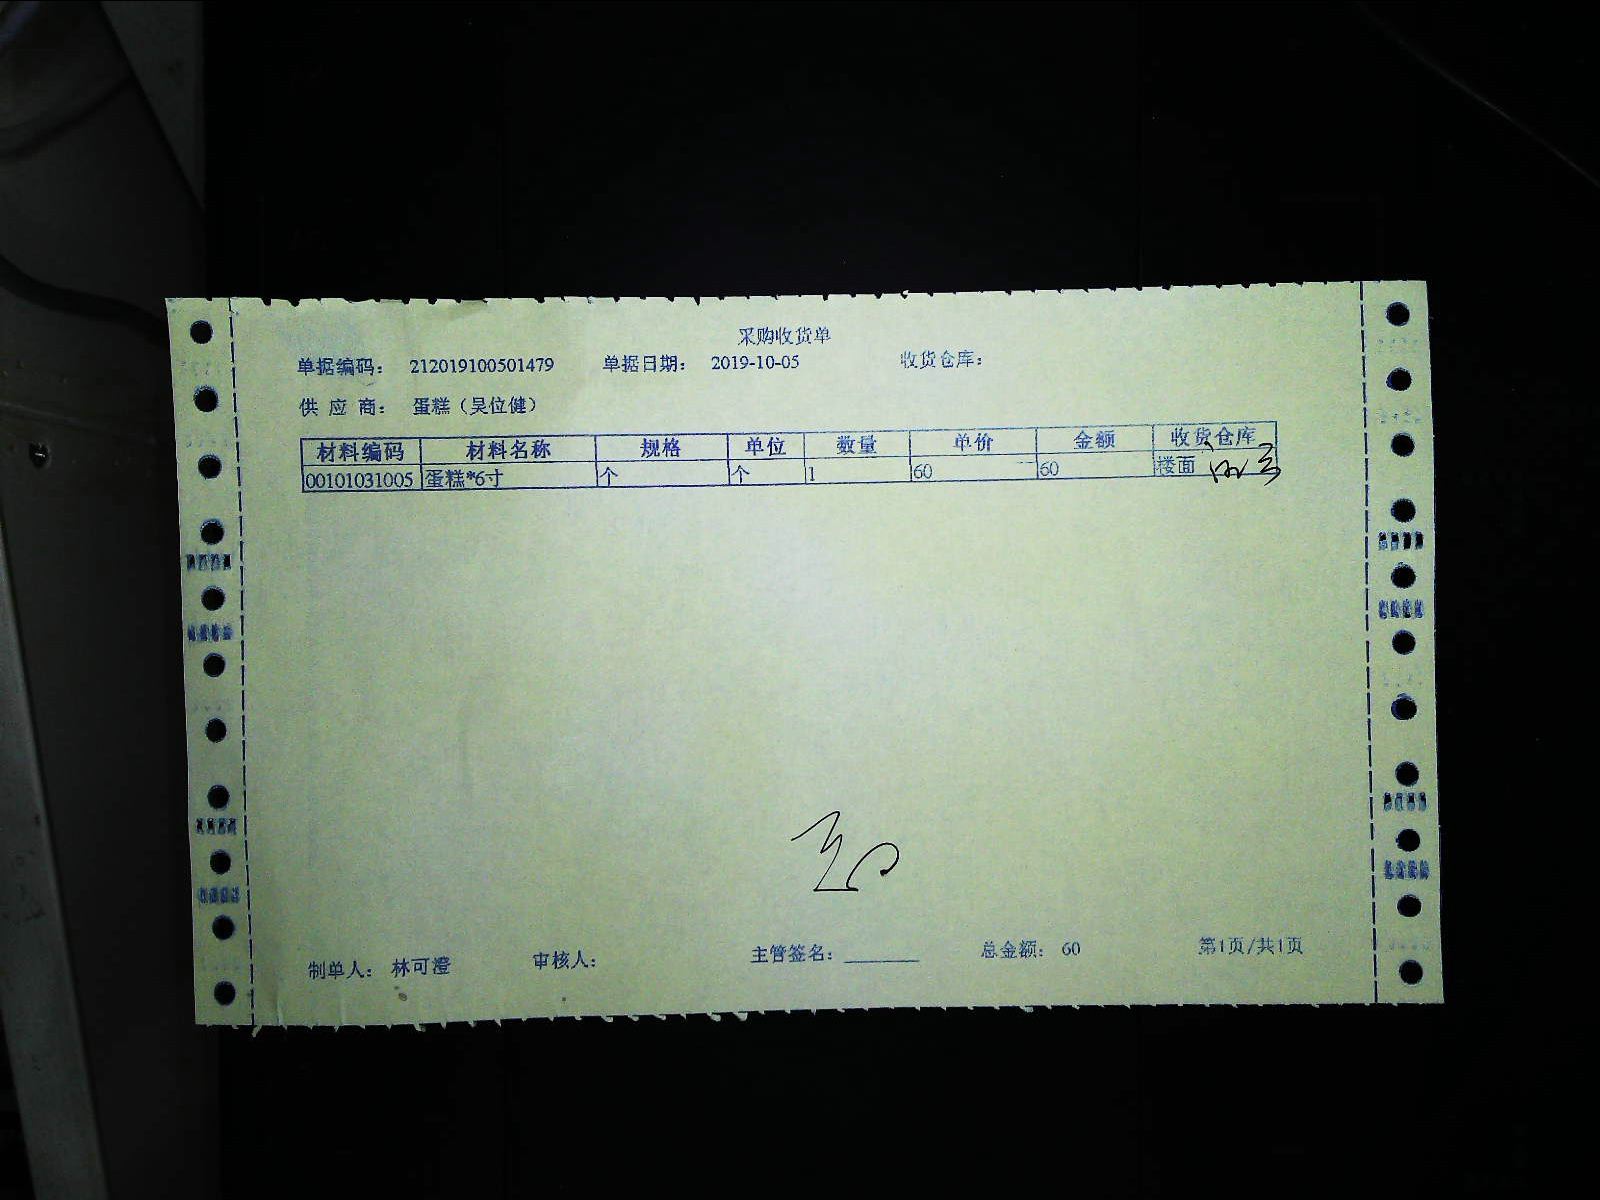 采购收货单
单据编码： 212019100501479 单据日期： 2019-10-05 收货仓库：
供 应 商： 蛋糕（吴位健）
材料编码 材料名称 规格 单位 数量 单价 金额 收货仓库
00101031005 蛋糕*6寸 个 个 1 60 60 楼面
制单人： 林可澄 审核人： 主管签名：______ 总金额： 60 第1页/共1页